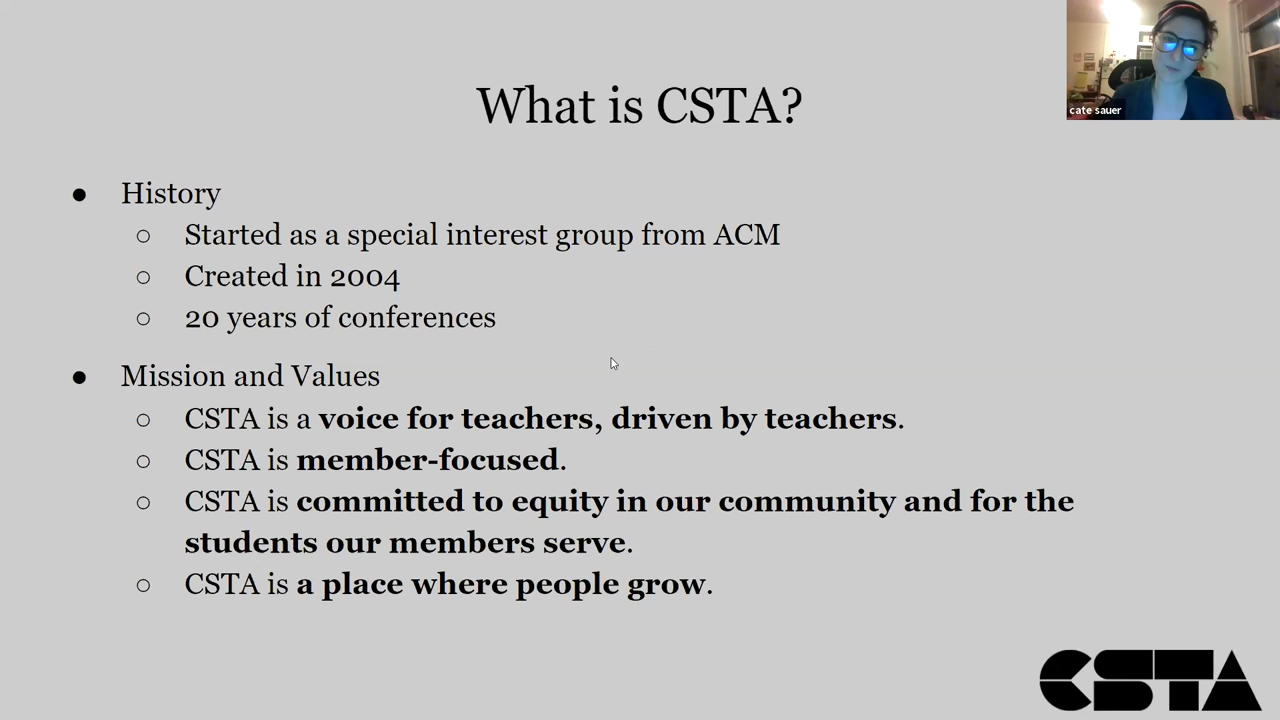 What is CSTA?
cate sauer
● History
○ Started as a special interest group from ACM
○ Created in 2004
○ 20 years of conferences
● Mission and Values
○ CSTA is a voice for teachers, driven by teachers.
○ CSTA is member-focused.
○ CSTA is committed to equity in our community and for the
students our members serve.
○ CSTA is a place where people grow.
CSTA